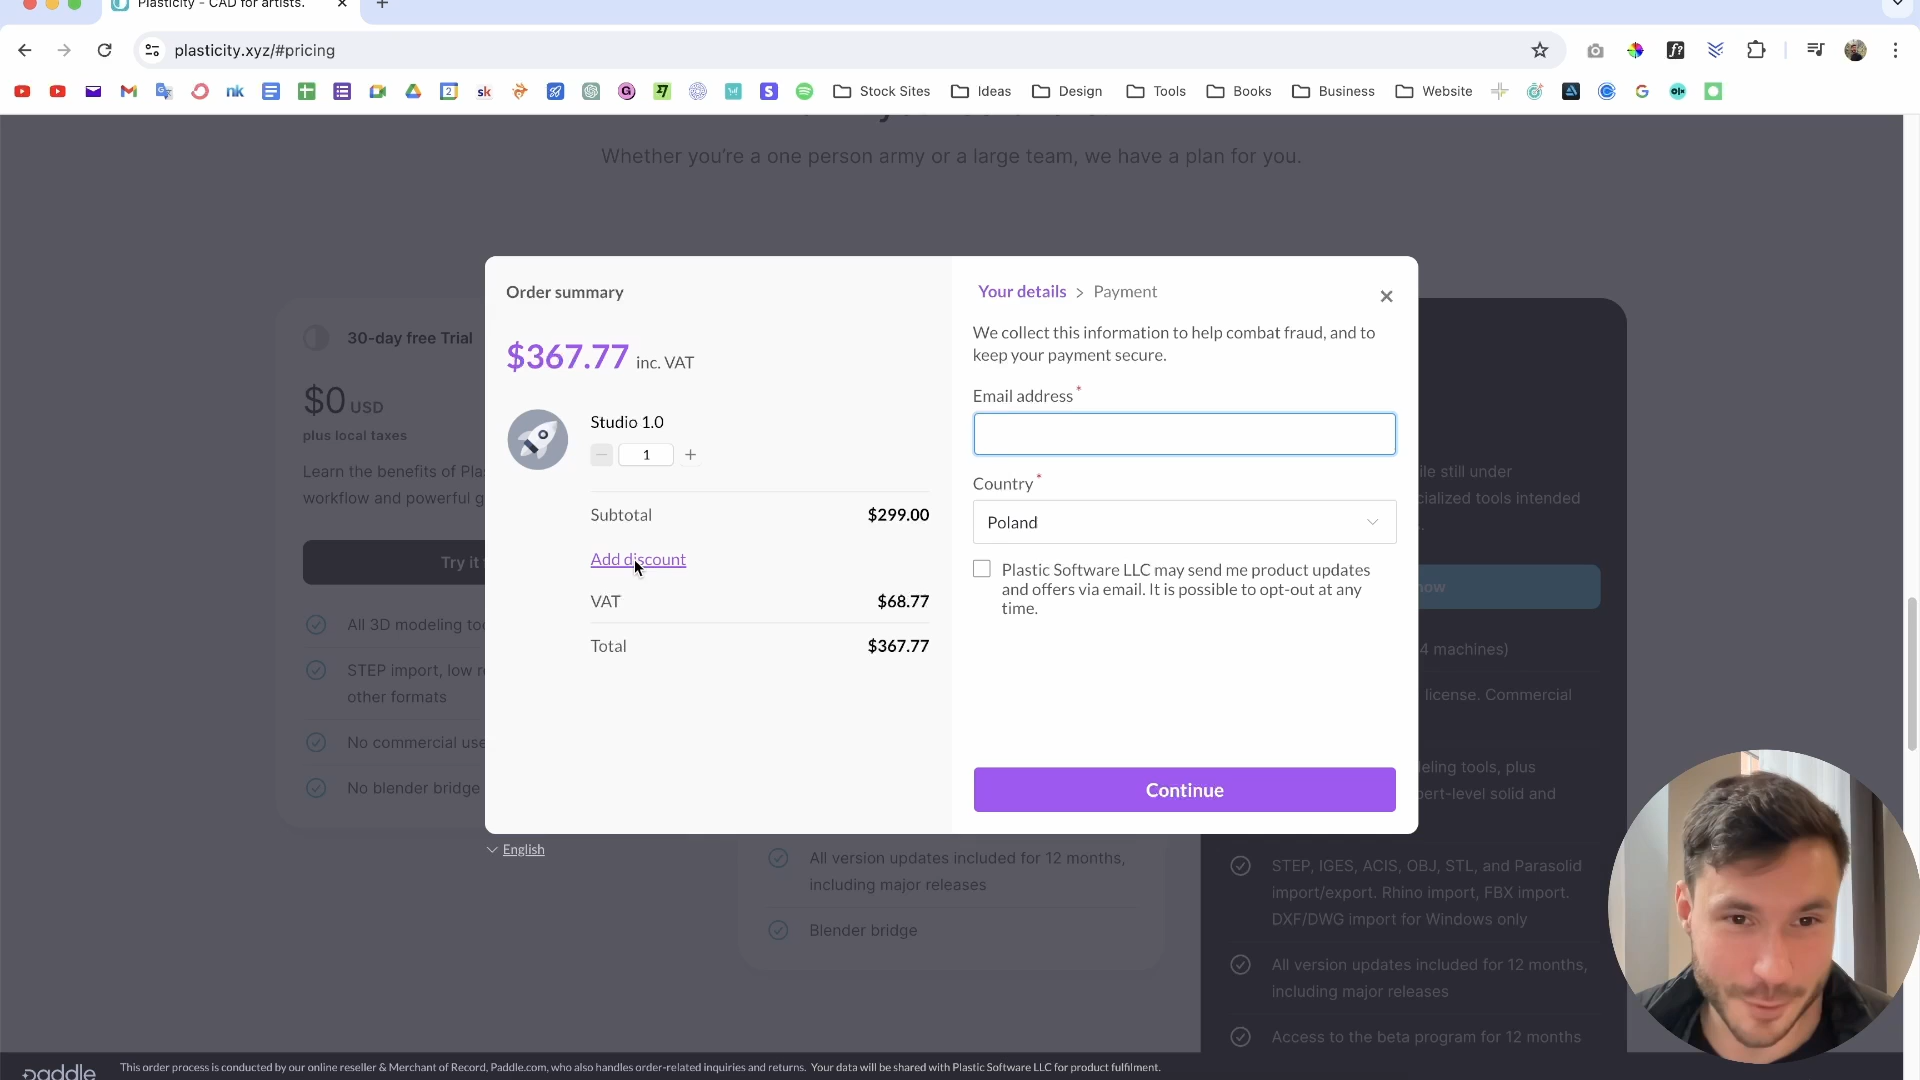 Plasticity - CAD for artists.
plasticity.xyz/#pricing
Stock Sites
Ideas
Design
Tools
Books
Business
Website
Whether you're a one person army or a large team, we have a plan for you.
30-day free Trial
$0 USD
plus local taxes
Learn the benefits of
workflow and powerful
Try it
All 3D modeling
STEP import, low
other formats
No commercial use
No blender bridge
Order summary
$367.77 inc. VAT
Studio 1.0
1
Subtotal
$299.00
Add discount
VAT
$68.77
Total
$367.77
English
Your details > Payment
We collect this information to help combat fraud, and to
keep your payment secure.
Email address *
Country *
Poland
Plastic Software LLC may send me product updates
and offers via email. It is possible to opt-out at any
time.
Continue
still under
tools intended
4 machines)
license. Commercial
tools, plus
solid and
All version updates included for 12 months,
including major releases
Blender bridge
STEP, IGES, ACIS, OBJ, STL, and Parasolid
import/export. Rhino import, FBX import.
DXF/DWG import for Windows only
All version updates included for 12 months,
including major releases
Access to the beta program for 12 months
paddle
This order process is conducted by our online reseller & Merchant of Record, Paddle.com, who also handles order-related inquiries and returns. Your data will be shared with Plastic Software LLC for product fulfilment.